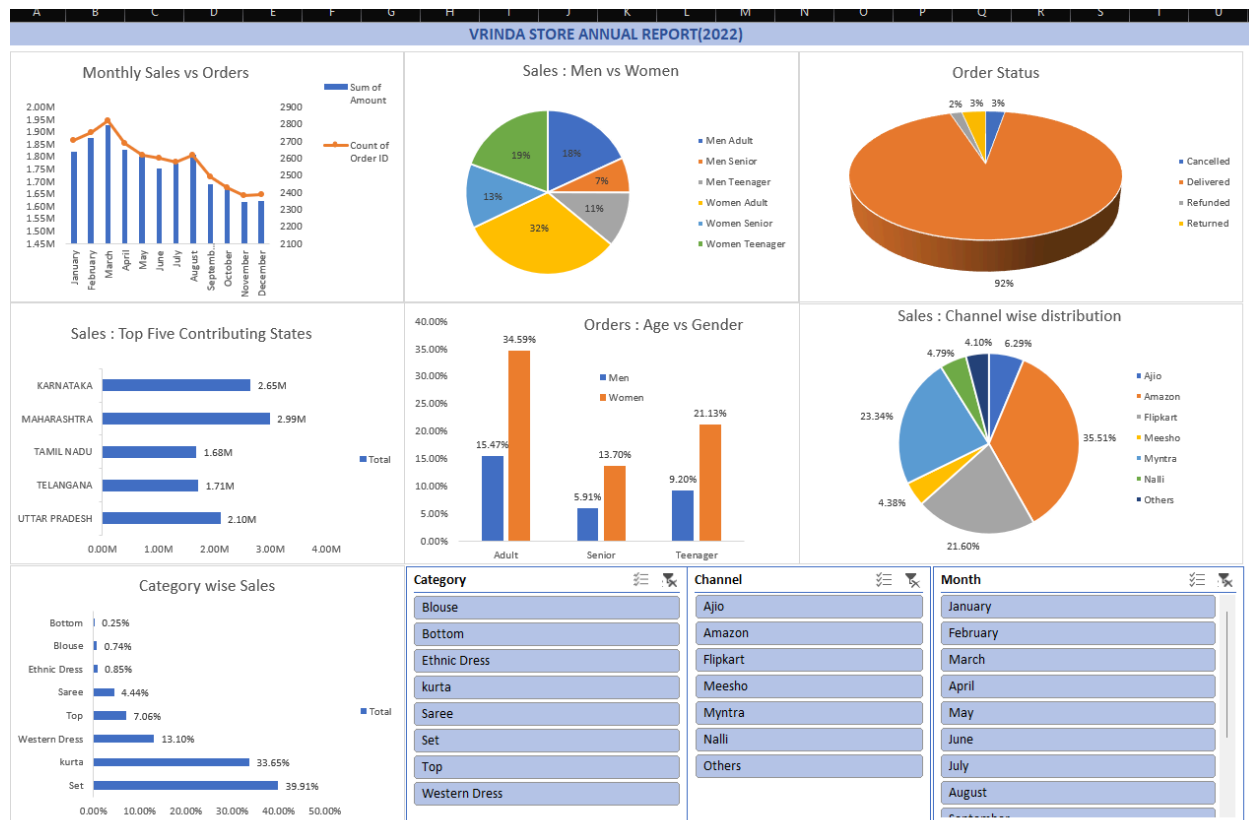 A B C D E F G H I J K L M N O P Q R S T U
VRINDA STORE ANNUAL REPORT(2022)
Monthly Sales vs Orders
2.00M
1.95M
1.90M
1.85M
1.80M
1.75M
1.70M
1.65M
1.60M
1.55M
1.50M
1.45M
2900
2800
2700
2600
2500
2400
2300
2200
2100
January
February
March
April
May
June
July
August
Septemb...
October
November
December
Sum of
Amount
Count of
Order ID
Sales : Men vs Women
18%
7%
11%
32%
13%
19%
Men Adult
Men Senior
Men Teenager
Women Adult
Women Senior
Women Teenager
Order Status
2% 3% 3%
92%
Cancelled
Delivered
Refunded
Returned
Sales : Top Five Contributing States
KARNATAKA 2.65M
MAHARASHTRA 2.99M
TAMIL NADU 1.68M
TELANGANA 1.71M
UTTAR PRADESH 2.10M
0.00M 1.00M 2.00M 3.00M 4.00M
Total
Orders : Age vs Gender
40.00%
35.00%
30.00%
25.00%
20.00%
15.00%
10.00%
5.00%
0.00%
15.47%
34.59%
5.91%
13.70%
9.20%
21.13%
Adult Senior Teenager
Men
Women
Sales : Channel wise distribution
6.29%
35.51%
21.60%
4.38%
23.34%
4.79%
4.10%
Ajio
Amazon
Flipkart
Meesho
Myntra
Nalli
Others
Category wise Sales
Bottom 0.25%
Blouse 0.74%
Ethnic Dress 0.85%
Saree 4.44%
Top 7.06%
Western Dress 13.10%
kurta 33.65%
Set 39.91%
0.00% 10.00% 20.00% 30.00% 40.00% 50.00%
Total
Category
Blouse
Bottom
Ethnic Dress
kurta
Saree
Set
Top
Western Dress
Channel
Ajio
Amazon
Flipkart
Meesho
Myntra
Nalli
Others
Month
January
February
March
April
May
June
July
August
September